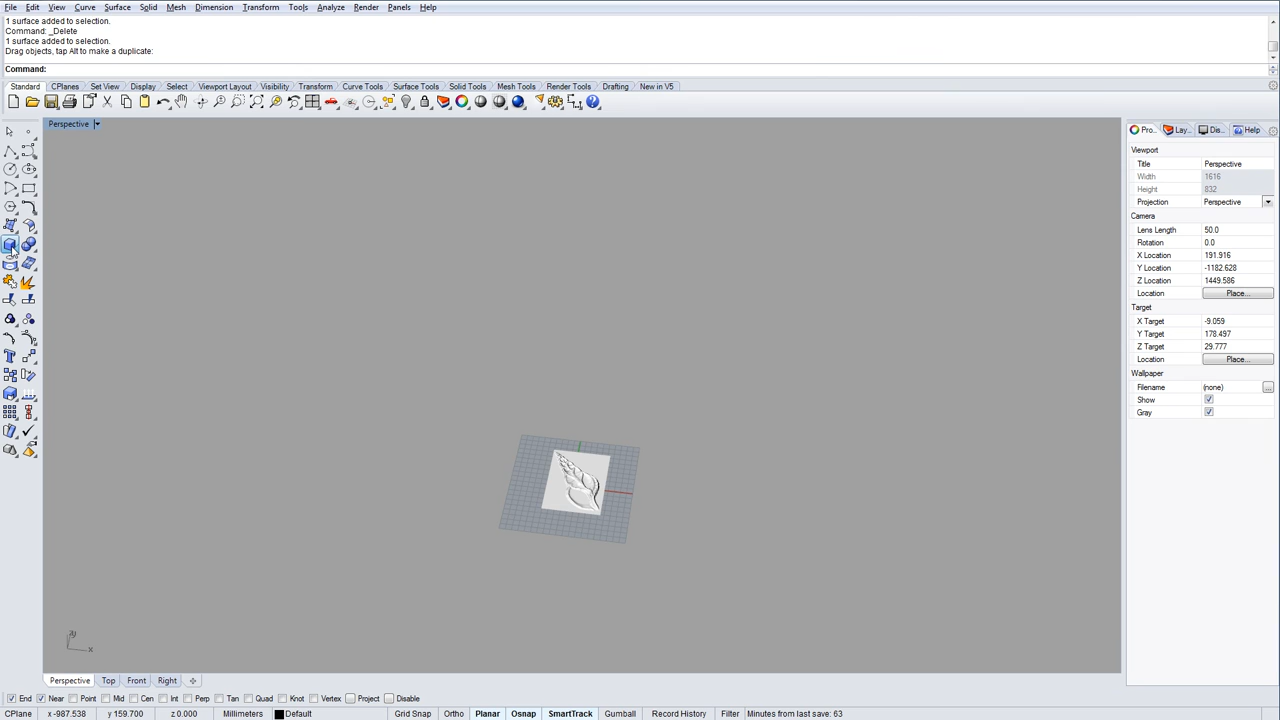 File Edit View Curve Surface Solid Mesh Dimension Transform Tools Analyze Render Panels Help
1 surface added to selection.
Command: _Delete
1 surface added to selection.
Drag objects, tap Alt to make a duplicate:
Command:
Standard CPlanes Set View Display Select Viewport Layout Visibility Transform Curve Tools Surface Tools Solid Tools Mesh Tools Render Tools Drafting New in V5
Perspective
Pro... Lay... Dis... Help
Viewport
Title Perspective
Width 1616
Height 832
Projection Perspective
Camera
Lens Length 50.0
Rotation 0.0
X Location 191.916
Y Location -1182.628
Z Location 1449.586
Location Place...
Target
X Target -9.059
Y Target 178.497
Z Target 29.777
Location Place...
Wallpaper
Filename (none) ...
Show
Gray
x
Perspective Top Front Right
End Near Point Mid Cen Int Perp Tan Quad Knot Vertex Project Disable
CPlane x -987.538 y 159.700 z 0.000 Millimeters Default Grid Snap Ortho Planar Osnap SmartTrack Gumball Record History Filter Minutes from last save: 63